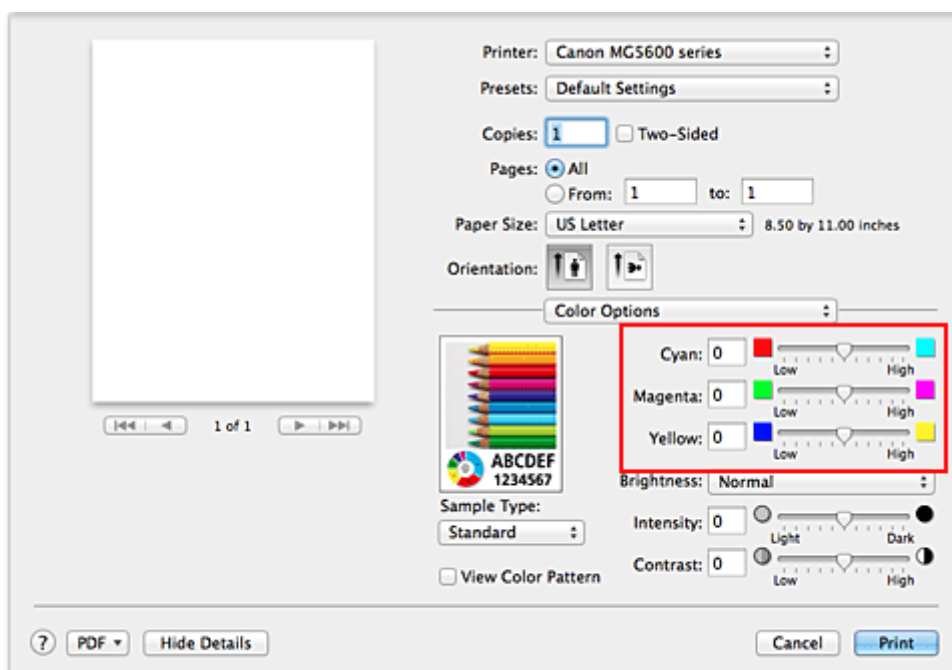 Printer: Canon MG5600 series
Presets: Default Settings
Copies: 1 Two-Sided
Pages: All
From: 1 to: 1
Paper Size: US Letter 8.50 by 11.00 inches
Orientation:
Color Options
1 of 1
Cyan: 0
Low High
Magenta: 0
Low High
Yellow: 0
Low High
ABCDEF
1234567
Brightness: Normal
Sample Type:
Standard
Intensity: 0
Light Dark
Contrast: 0
Low High
View Color Pattern
? PDF Hide Details Cancel Print